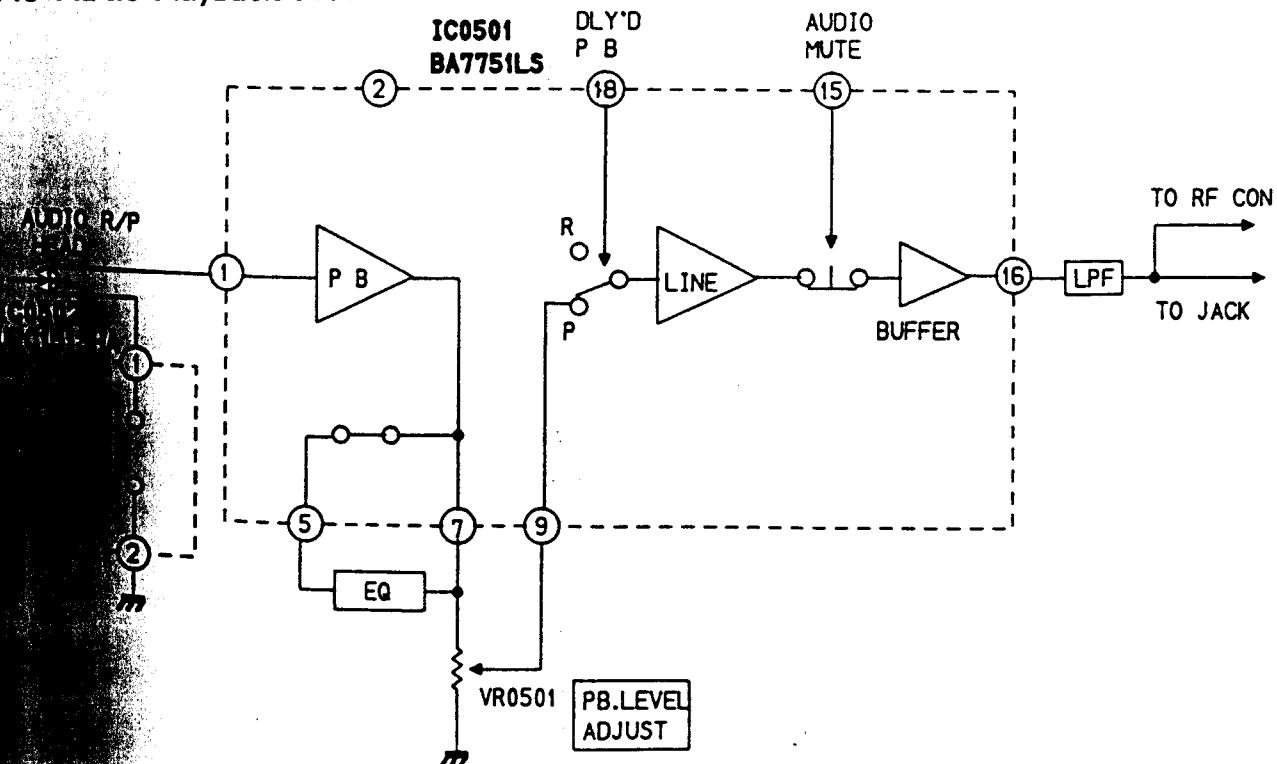 IC0501
BA7751LS
DLY'D
P B
AUDIO
MUTE
2
18
15
AUDIO R/P
HEAD
1
P B
R
P
LINE
BUFFER
16
LPF
TO RF CON
TO JACK
1
2
5
7
9
EQ
VR0501
PB.LEVEL
ADJUST